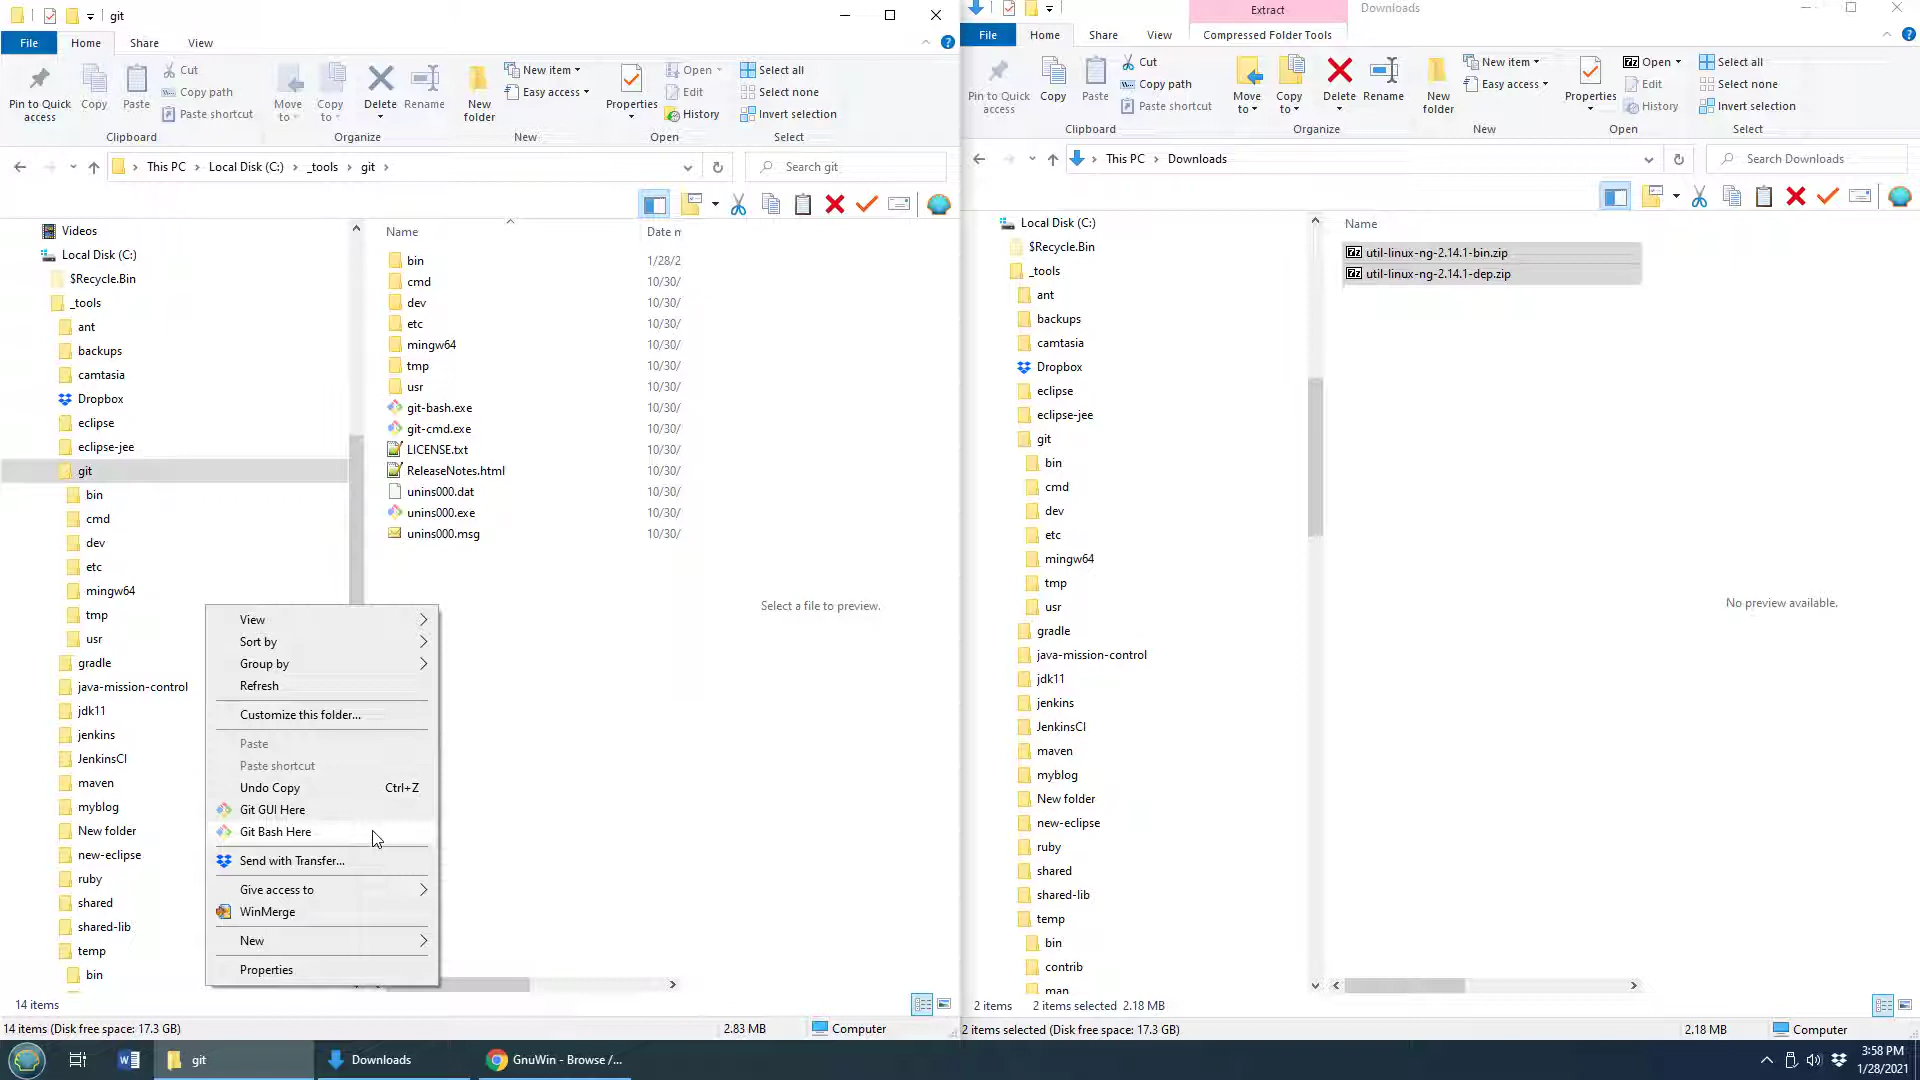 git
File Home Share View
Pin to Quick access
Copy
Paste
Cut
Copy path
Paste shortcut
Clipboard
Move to
Copy to
Delete
Rename
Organize
New folder
New item
Easy access
New
Properties
Open
Edit
History
Open
Select all
Select none
Invert selection
Select
This PC Local Disk (C:) _tools git
Search git
Videos
Local Disk (C:)
$Recycle.Bin
_tools
ant
backups
camtasia
Dropbox
eclipse
eclipse-jee
git
bin
cmd
dev
etc
mingw64
tmp
usr
gradle
java-mission-control
jdk11
jenkins
JenkinsCI
maven
myblog
New folder
new-eclipse
ruby
shared
shared-lib
temp
bin
Name Date m
bin 1/28/2
cmd 10/30/
dev 10/30/
etc 10/30/
mingw64 10/30/
tmp 10/30/
usr 10/30/
git-bash.exe 10/30/
git-cmd.exe 10/30/
LICENSE.txt 10/30/
ReleaseNotes.html 10/30/
unins000.dat 10/30/
unins000.exe 10/30/
unins000.msg 10/30/
Select a file to preview.
View
Sort by
Group by
Refresh
Customize this folder...
Paste
Paste shortcut
Undo Copy Ctrl+Z
Git GUI Here
Git Bash Here
Send with Transfer...
Give access to
WinMerge
New
Properties
14 items
14 items (Disk free space: 17.3 GB) 2.83 MB Computer
Extract Downloads
File Home Share View Compressed Folder Tools
Pin to Quick access
Copy
Paste
Cut
Copy path
Paste shortcut
Clipboard
Move to
Copy to
Delete
Rename
Organize
New folder
New item
Easy access
New
Properties
Open
Edit
History
Open
Select all
Select none
Invert selection
Select
This PC Downloads
Search Downloads
Local Disk (C:)
$Recycle.Bin
_tools
ant
backups
camtasia
Dropbox
eclipse
eclipse-jee
git
bin
cmd
dev
etc
mingw64
tmp
usr
gradle
java-mission-control
jdk11
jenkins
JenkinsCI
maven
myblog
New folder
new-eclipse
ruby
shared
shared-lib
temp
bin
contrib
man
Name
util-linux-ng-2.14.1-bin.zip
util-linux-ng-2.14.1-dep.zip
No preview available.
2 items 2 items selected 2.18 MB
2 items selected (Disk free space: 17.3 GB) 2.18 MB Computer
git
Downloads
GnuWin - Browse /...
3:58 PM
1/28/2021